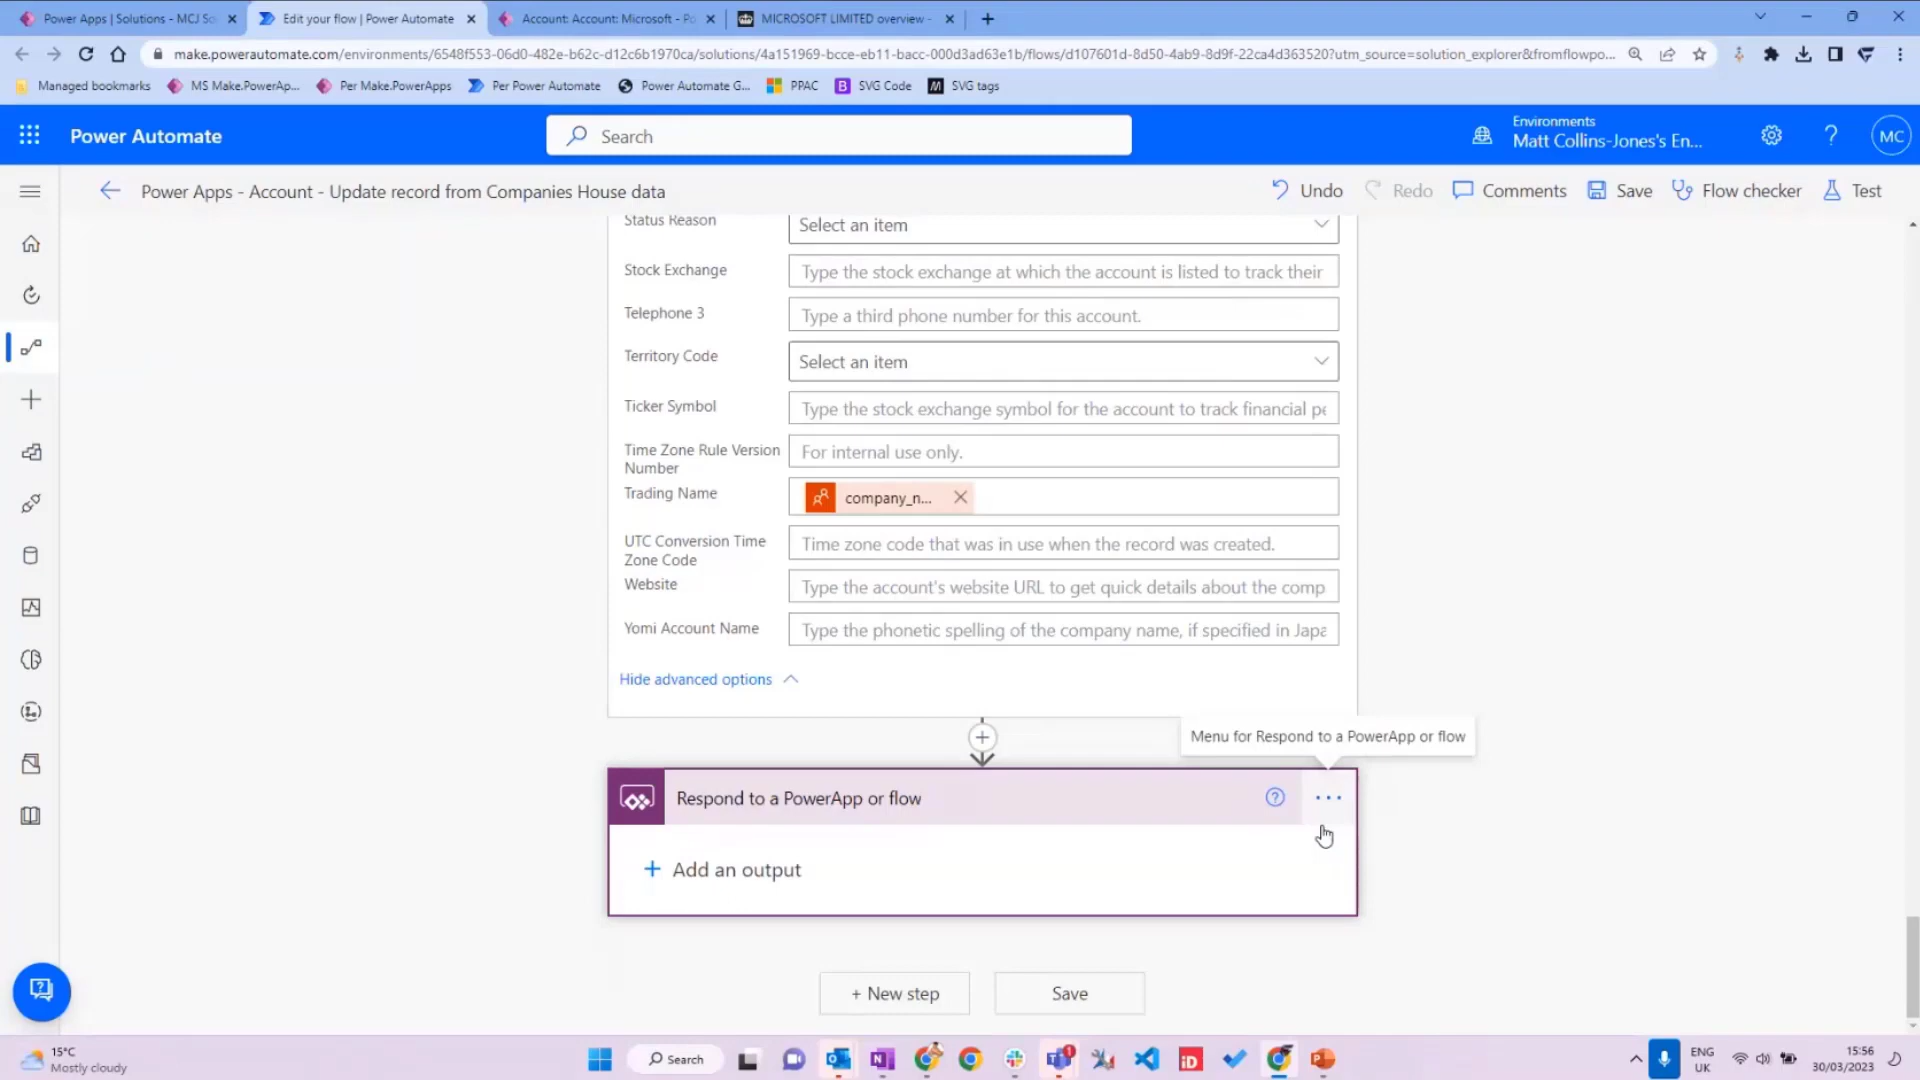 Power Apps | Solutions - MCJ So
Edit your flow | Power Automate
Account: Account: Microsoft - Po
MICROSOFT LIMITED overview -
make.powerautomate.com/environments/6548f553-06d0-482e-b62c-d12c6b1970ca/solutions/4a151969-bcce-eb11-bacc-000d3ad63e1b/flows/d107601d-8d50-4ab9-8d9f-22ca4d363520?utm_source=solution_explorer&fromflowpo...
Managed bookmarks
MS Make.PowerAp...
Per Make.PowerApps
Per Power Automate
Power Automate G...
PPAC
SVG Code
SVG tags
Power Automate
Search
Environments
Matt Collins-Jones's En...
MC
Power Apps - Account - Update record from Companies House data
Undo
Redo
Comments
Save
Flow checker
Test
Status Reason
Select an item
Stock Exchange
Type the stock exchange at which the account is listed to track their
Telephone 3
Type a third phone number for this account.
Territory Code
Select an item
Ticker Symbol
Type the stock exchange symbol for the account to track financial pe
Time Zone Rule Version
Number
For internal use only.
Trading Name
company_n...
UTC Conversion Time
Zone Code
Time zone code that was in use when the record was created.
Website
Type the account's website URL to get quick details about the comp
Yomi Account Name
Type the phonetic spelling of the company name, if specified in Japa
Hide advanced options
Menu for Respond to a PowerApp or flow
Respond to a PowerApp or flow
Add an output
+ New step
Save
15°C
Mostly cloudy
Search
ENG
UK
15:56
30/03/2023